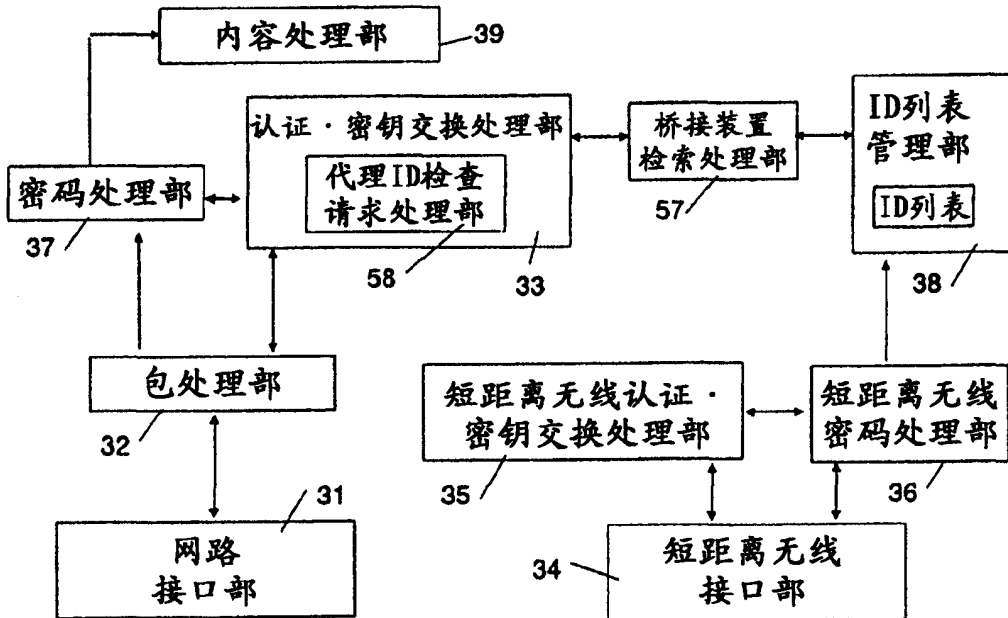 内容处理部
39
认证·密钥交换处理部
代理ID检查
请求处理部
58
33
桥接装置
检索处理部
57
ID列表
管理部
ID列表
38
密码处理部
37
包处理部
32
短距离无线认证·
密钥交换处理部
35
短距离无线
密码处理部
36
31
网路
接口部
34
短距离无线
接口部